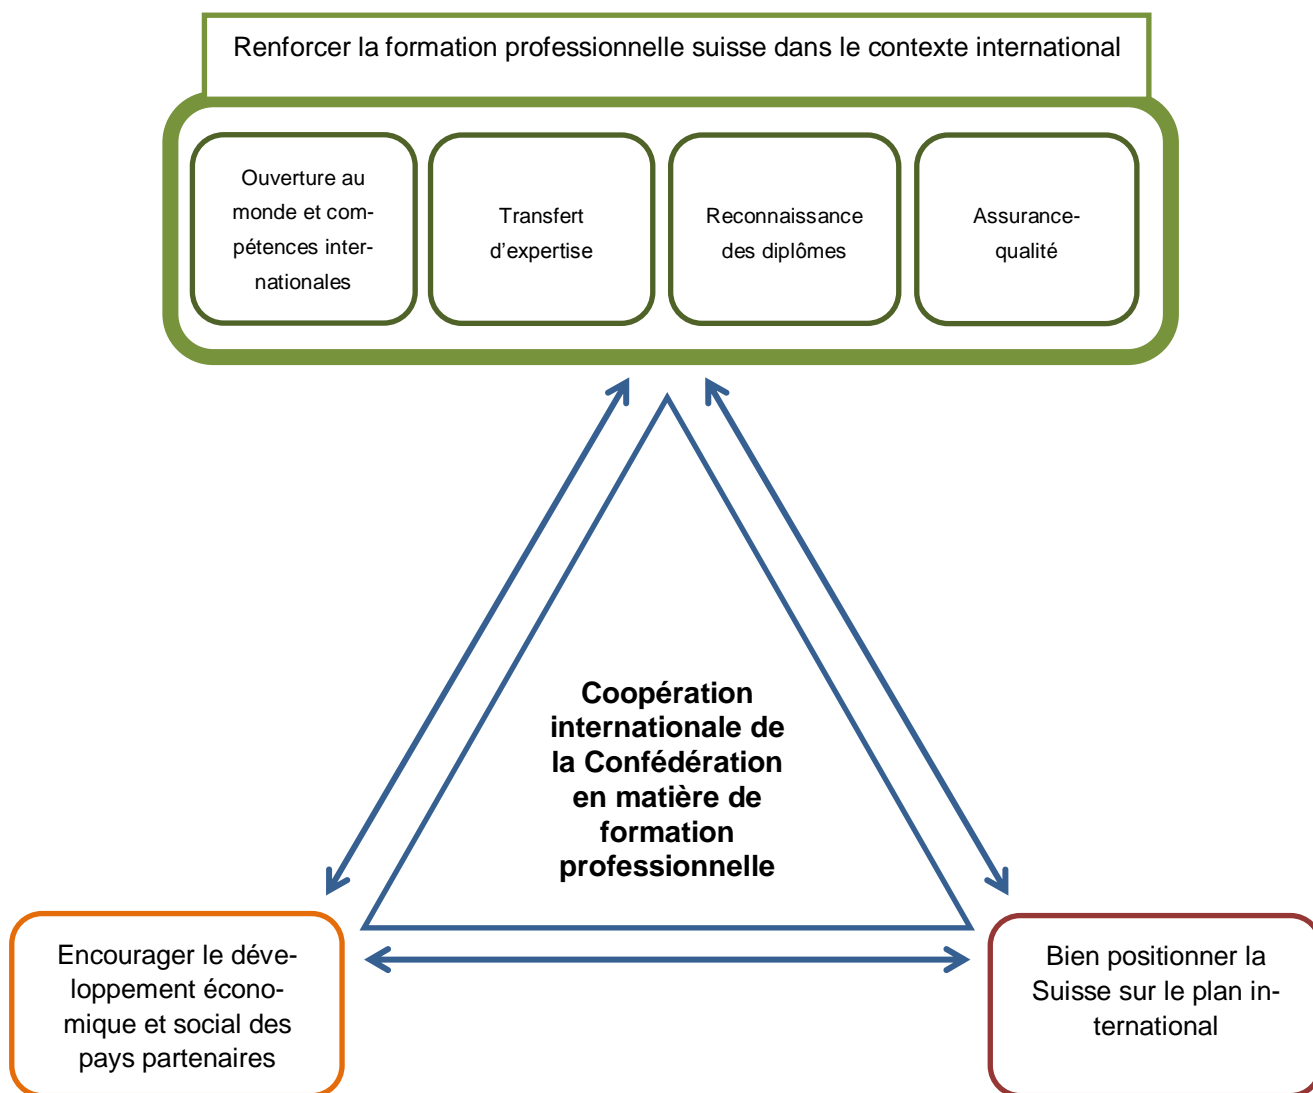 Renforcer la formation professionnelle suisse dans le contexte international
Ouverture au
monde et com-
pétences inter-
nationales
Transfert
d’expertise
Reconnaissance
des diplômes
Assurance-
qualité
Coopération
internationale de
la Confédération
en matière de
formation
professionnelle
Encourager le déve-
loppement écono-
mique et social des
pays partenaires
Bien positionner la
Suisse sur le plan in-
ternational